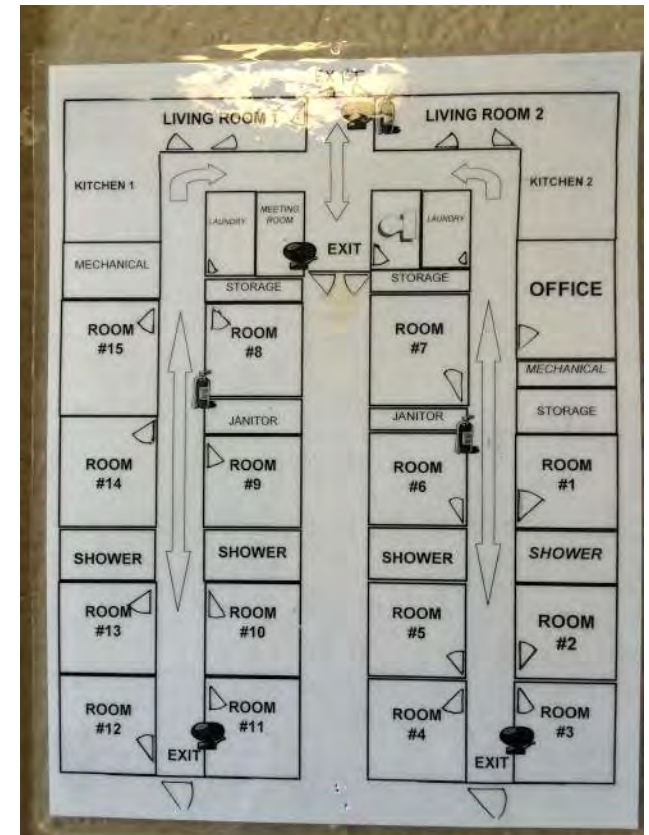 EXIT
LIVING ROOM 1
LIVING ROOM 2
KITCHEN 1
KITCHEN 2
LAUNDRY
MEETING
ROOM
LAUNDRY
EXIT
MECHANICAL
STORAGE
STORAGE
OFFICE
ROOM
#15
ROOM
#8
ROOM
#7
MECHANICAL
JANITOR
JANITOR
STORAGE
ROOM
#14
ROOM
#9
ROOM
#6
ROOM
#1
SHOWER
SHOWER
SHOWER
SHOWER
ROOM
#13
ROOM
#10
ROOM
#5
ROOM
#2
ROOM
#12
ROOM
#11
ROOM
#4
ROOM
#3
EXIT
EXIT